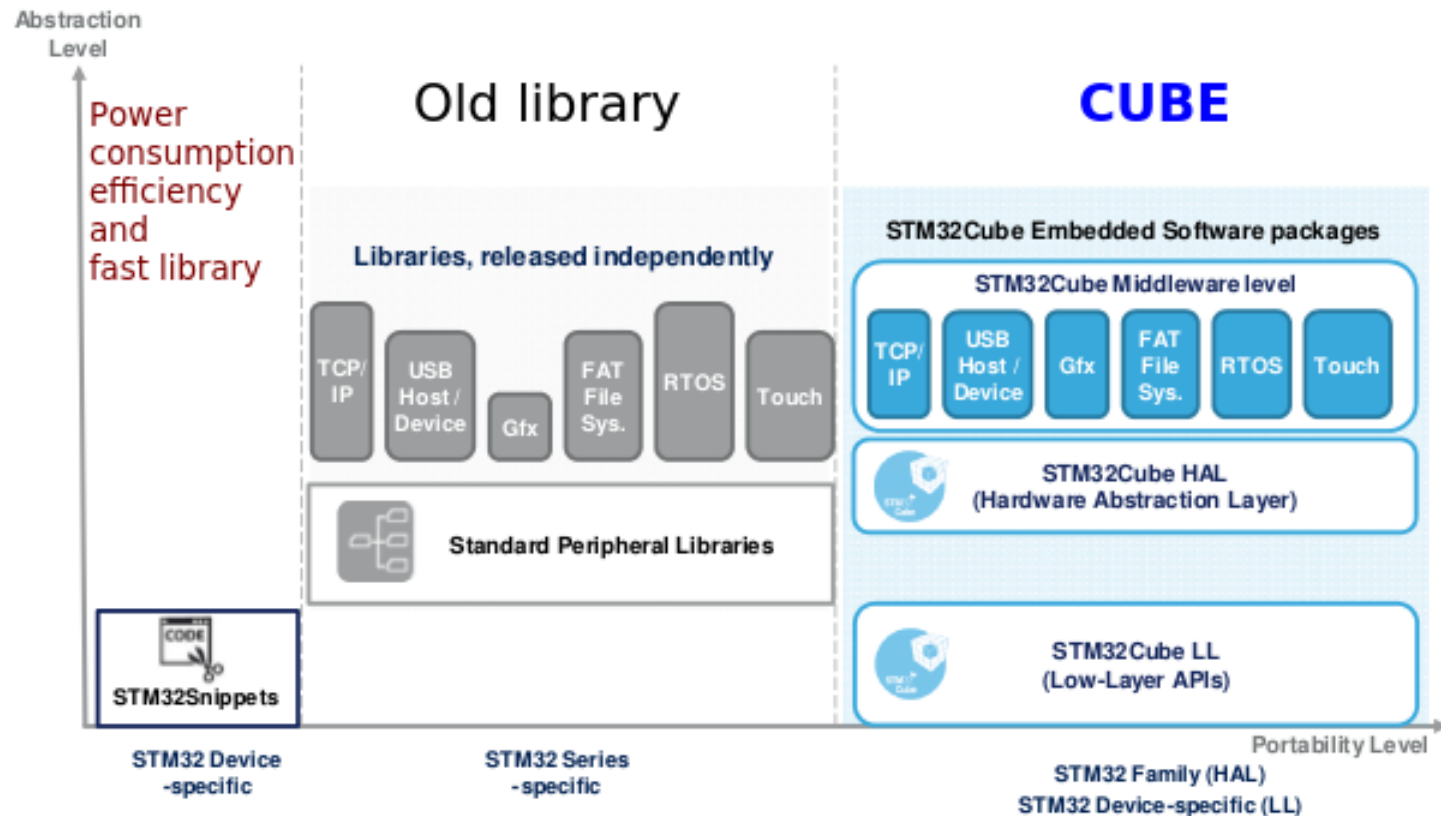 Abstraction
Level
Power
consumption
efficiency
and
fast library
Old library
CUBE
Libraries, released independently
TCP/
IP
USB
Host /
Device
Gfx
FAT
File
Sys.
RTOS
Touch
Standard Peripheral Libraries
STM32Cube Embedded Software packages
STM32Cube Middleware level
TCP/
IP
USB
Host /
Device
Gfx
FAT
File
Sys.
RTOS
Touch
STM32Cube HAL
(Hardware Abstraction Layer)
STM32Cube LL
(Low-Layer APIs)
CODE
STM32Snippets
Portability Level
STM32 Device
-specific
STM32 Series
-specific
STM32 Family (HAL)
STM32 Device-specific (LL)